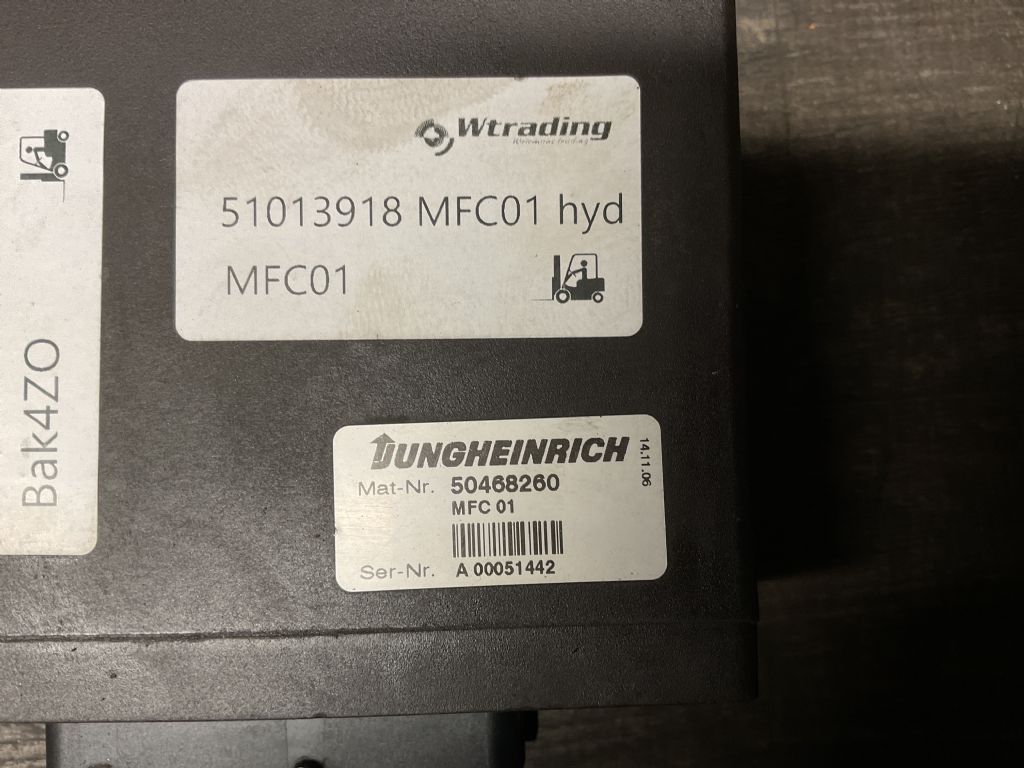 Wtrading
51013918 MFC01 hyd
MFC01
Bak4ZO
JUNGHEINRICH
14.11.06
Mat-Nr. 50468260
MFC 01
Ser-Nr. A 00051442